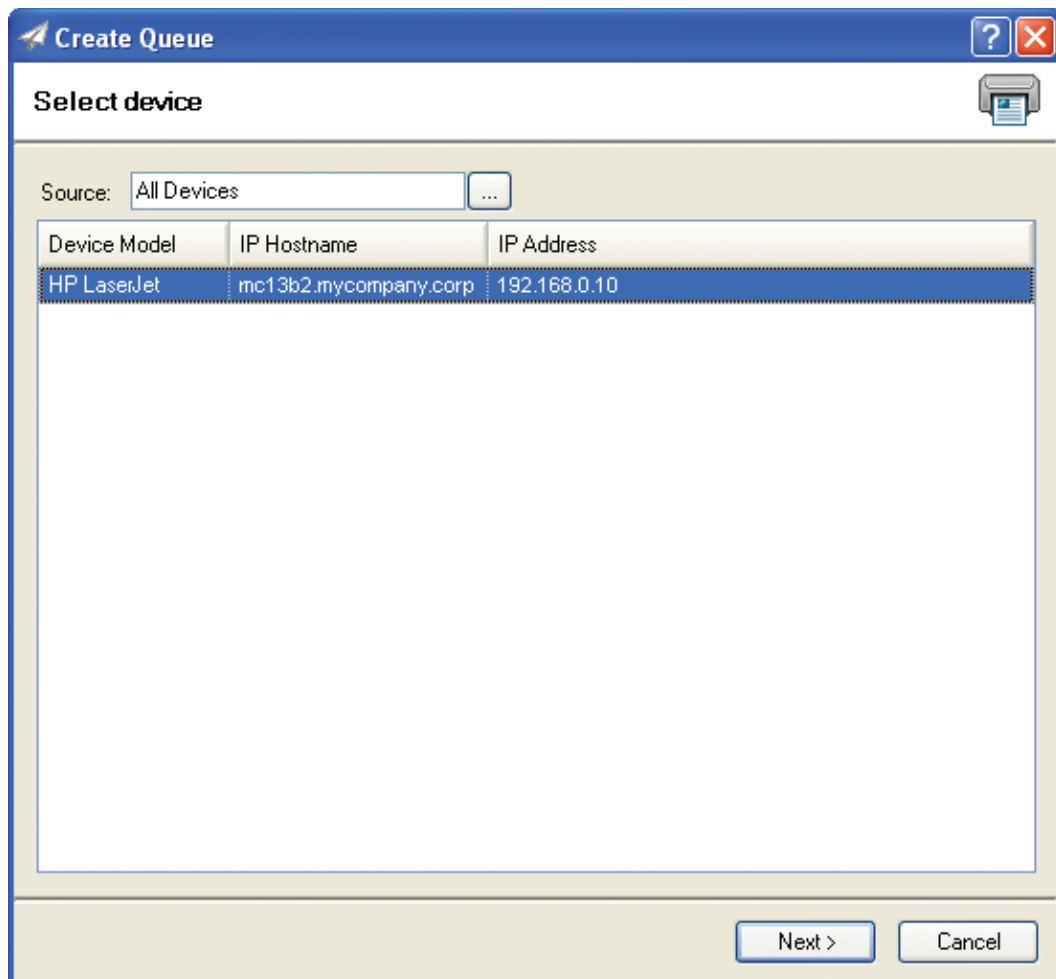 Create Queue
?
Select device
Source: All Devices ...
Device Model IP Hostname IP Address
HP LaserJet mc13b2.mycompany.corp 192.168.0.10
Next > Cancel